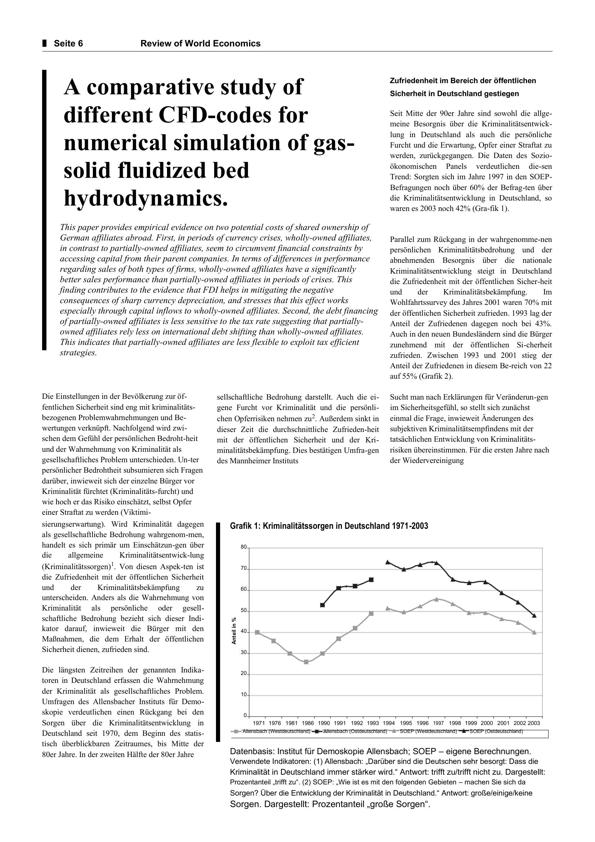 Seite 6 Review of World Economics
A comparative study of
different CFD-codes for
numerical simulation of gas-
solid fluidized bed
hydrodynamics.
This paper provides empirical evidence on two potential costs of shared ownership of
German affiliates abroad. First, in periods of currency crises, wholly-owned affiliates,
in contrast to partially-owned affiliates, seem to circumvent financial constraints by
accessing capital from their parent companies. In terms of differences in performance
regarding sales of both types of firms, wholly-owned affiliates have a significantly
better sales performance than partially-owned affiliates in periods of crises. This
finding contributes to the evidence that FDI helps in mitigating the negative
consequences of sharp currency depreciation, and stresses that this effect works
especially through capital inflows to wholly-owned affiliates. Second, the debt financing
of partially-owned affiliates is less sensitive to the tax rate suggesting that partially-
owned affiliates rely less on international debt shifting than wholly-owned affiliates.
This indicates that partially-owned affiliates are less flexible to exploit tax efficient
strategies.
Zufriedenheit im Bereich der öffentlichen
Sicherheit in Deutschland gestiegen
Seit Mitte der 90er Jahre sind sowohl die allge-
meine Besorgnis über die Kriminalitätsentwick-
lung in Deutschland als auch die persönliche
Furcht und die Erwartung, Opfer einer Straftat zu
werden, zurückgegangen. Die Daten des Sozio-
ökonomischen Panels verdeutlichen die-sen
Trend: Sorgten sich im Jahre 1997 in den SOEP-
Befragungen noch über 60% der Befrag-ten über
die Kriminalitätsentwicklung in Deutschland, so
waren es 2003 noch 42% (Gra-fik 1).
Parallel zum Rückgang in der wahrgenomme-nen
persönlichen Kriminalitätsbedrohung und der
abnehmenden Besorgnis über die nationale
Kriminalitätsentwicklung steigt in Deutschland
die Zufriedenheit mit der öffentlichen Sicher-heit
und der Kriminalitätsbekämpfung. Im
Wohlfahrtssurvey des Jahres 2001 waren 70% mit
der öffentlichen Sicherheit zufrieden. 1993 lag der
Anteil der Zufriedenen dagegen noch bei 43%.
Auch in den neuen Bundesländern sind die Bürger
zunehmend mit der öffentlichen Si-cherheit
zufrieden. Zwischen 1993 und 2001 stieg der
Anteil der Zufriedenen in diesem Be-reich von 22
auf 55% (Grafik 2).
Die Einstellungen in der Bevölkerung zur öf-
fentlichen Sicherheit sind eng mit kriminalitäts-
bezogenen Problemwahrnehmungen und Be-
wertungen verknüpft. Nachfolgend wird zwi-
schen dem Gefühl der persönlichen Bedroht-heit
und der Wahrnehmung von Kriminalität als
gesellschaftliches Problem unterschieden. Un-ter
persönlicher Bedrohtheit subsumieren sich Fragen
darüber, inwieweit sich der einzelne Bürger vor
Kriminalität fürchtet (Kriminalitäts-furcht) und
wie hoch er das Risiko einschätzt, selbst Opfer
einer Straftat zu werden (Viktimi-
sierungserwartung). Wird Kriminalität dagegen
als gesellschaftliche Bedrohung wahrgenom-men,
handelt es sich primär um Einschätzun-gen über
die allgemeine Kriminalitätsentwick-lung
(Kriminalitätssorgen)1. Von diesen Aspek-ten ist
die Zufriedenheit mit der öffentlichen Sicherheit
und der Kriminalitätsbekämpfung zu
unterscheiden. Anders als die Wahrnehmung von
Kriminalität als persönliche oder gesell-
schaftliche Bedrohung bezieht sich dieser Indi-
kator darauf, inwieweit die Bürger mit den
Maßnahmen, die dem Erhalt der öffentlichen
Sicherheit dienen, zufrieden sind.
Die längsten Zeitreihen der genannten Indika-
toren in Deutschland erfassen die Wahrnehmung
der Kriminalität als gesellschaftliches Problem.
Umfragen des Allensbacher Instituts für Demo-
skopie verdeutlichen einen Rückgang bei den
Sorgen über die Kriminalitätsentwicklung in
Deutschland seit 1970, dem Beginn des statis-
tisch überblickbaren Zeitraumes, bis Mitte der
80er Jahre. In der zweiten Hälfte der 80er Jahre
sellschaftliche Bedrohung darstellt. Auch die ei-
gene Furcht vor Kriminalität und die persönli-
chen Opferrisiken nehmen zu2. Außerdem sinkt in
dieser Zeit die durchschnittliche Zufrieden-heit
mit der öffentlichen Sicherheit und der Kri-
minalitätsbekämpfung. Dies bestätigen Umfra-gen
des Mannheimer Instituts
Sucht man nach Erklärungen für Veränderun-gen
im Sicherheitsgefühl, so stellt sich zunächst
einmal die Frage, inwieweit Änderungen des
subjektiven Kriminalitätsempfindens mit der
tatsächlichen Entwicklung von Kriminalitäts-
risiken übereinstimmen. Für die ersten Jahre nach
der Wiedervereinigung
Grafik 1: Kriminalitätssorgen in Deutschland 1971-2003
Anteil in %
80
70
60
50
40
30
20
10
0
1971 1976 1981 1986 1990 1991 1992 1993 1994 1995 1996 1997 1998 1999 2000 2001 2002 2003
Allensbach (Westdeutschland) Allensbach (Ostdeutschland) SOEP (Westdeutschland) SOEP (Ostdeutschland)
Datenbasis: Institut für Demoskopie Allensbach; SOEP – eigene Berechnungen.
Verwendete Indikatoren: (1) Allensbach: „Darüber sind die Deutschen sehr besorgt: Dass die
Kriminalität in Deutschland immer stärker wird.“ Antwort: trifft zu/trifft nicht zu. Dargestellt:
Prozentanteil „trifft zu“. (2) SOEP: „Wie ist es mit den folgenden Gebieten – machen Sie sich da
Sorgen? Über die Entwicklung der Kriminalität in Deutschland.“ Antwort: große/einige/keine
Sorgen. Dargestellt: Prozentanteil „große Sorgen“.